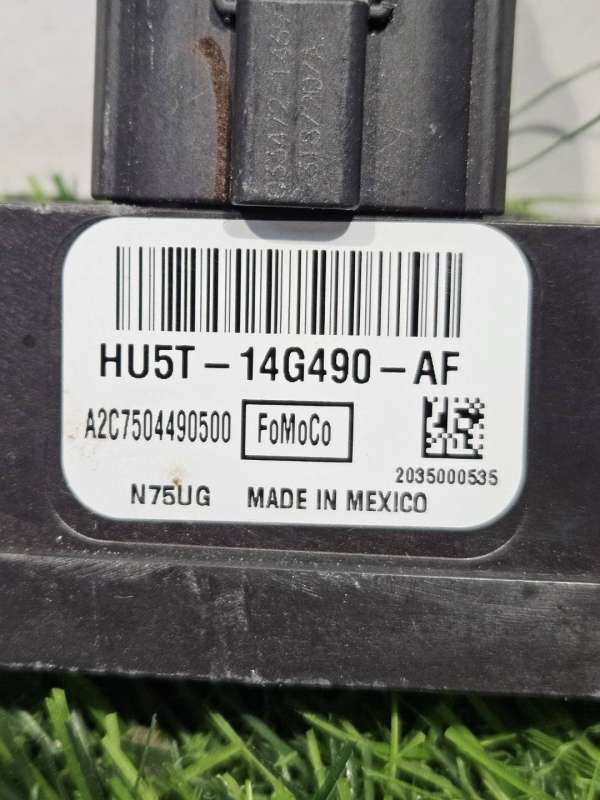 HU5T-14G490-AF
A2C7504490500
FoMoCo
2035000535
N75UG MADE IN MEXICO